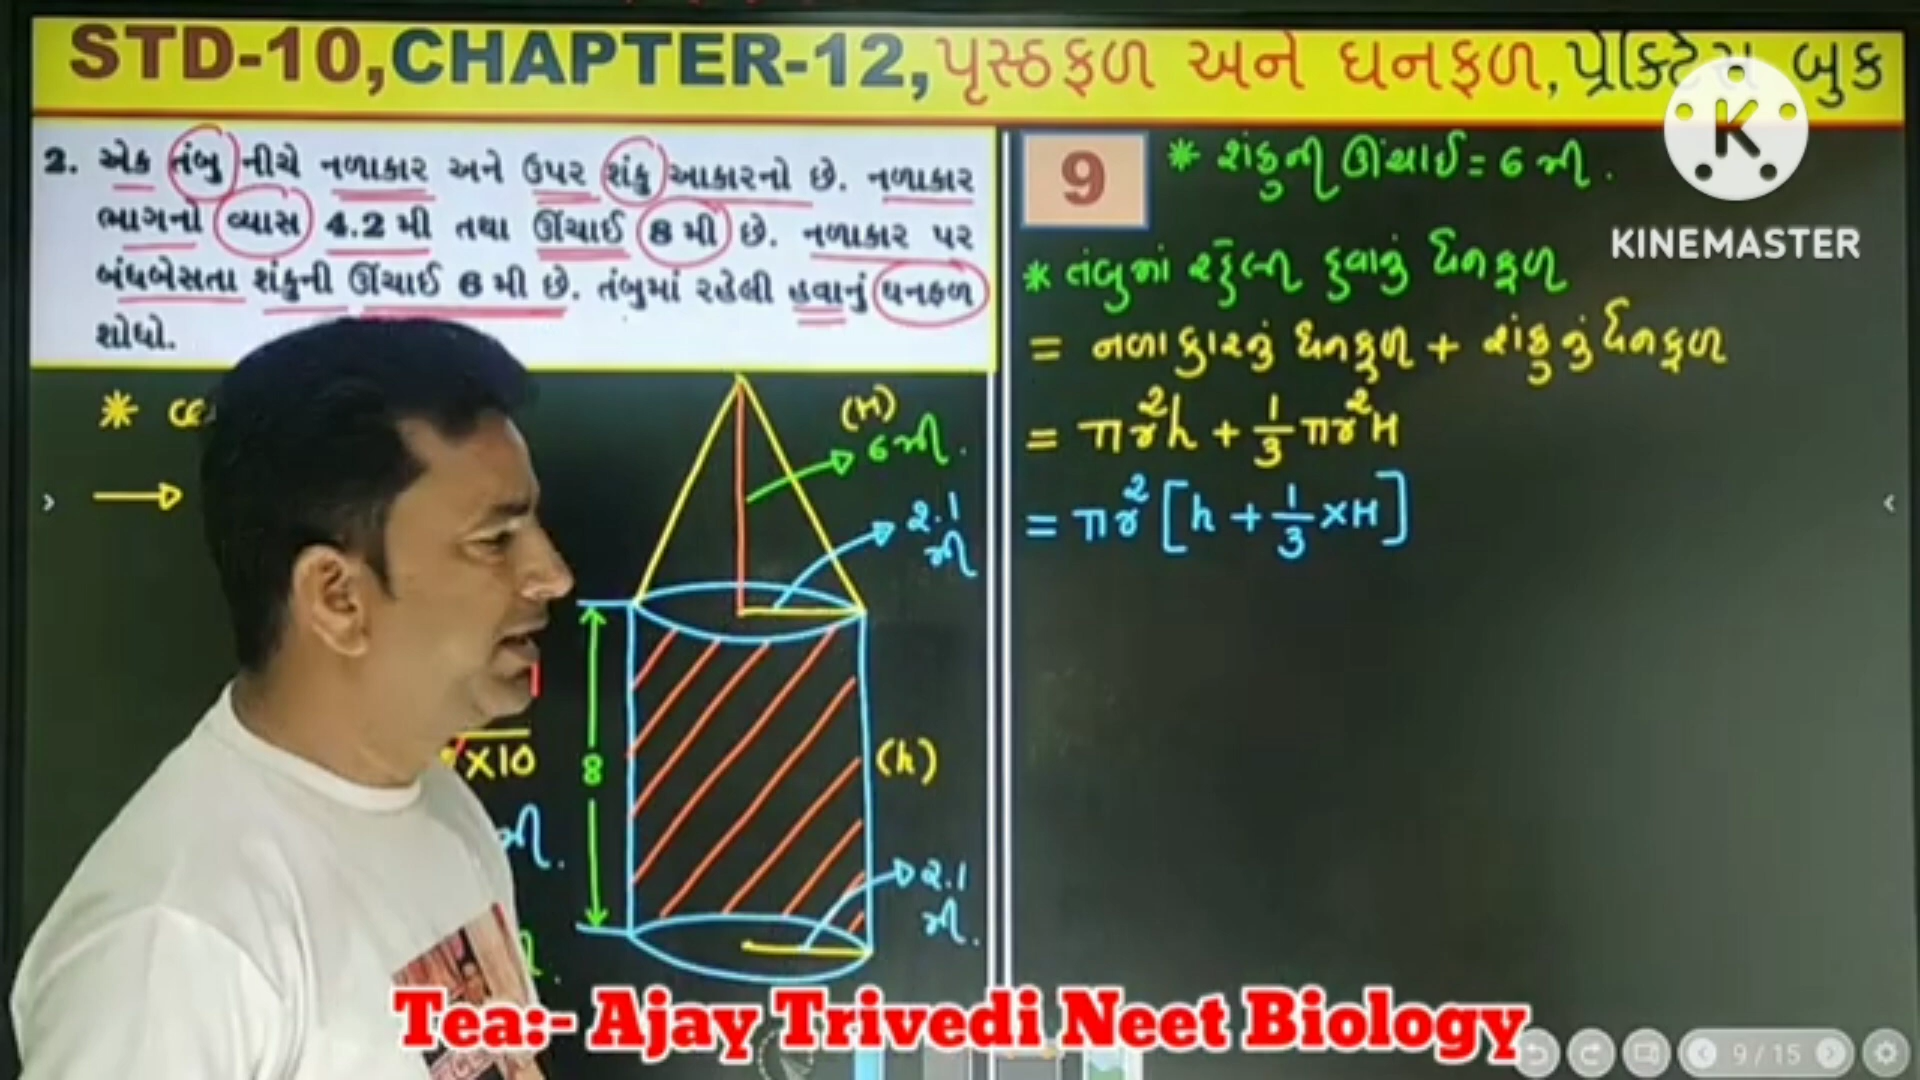 STD-10,CHAPTER-12,પૃષ્ઠફળ અને ઘનફળ,પ્રેક્ટિસ બુક
KINEMASTER
2. એક તંબુ નીચે નળાકાર અને ઉપર શંકુ આકારનો છે. નળાકાર
ભાગનો વ્યાસ 4.2 મી તથા ઊંચાઈ 8 મી છે. નળાકાર પર
બંધબેસતા શંકુની ઊંચાઈ 6 મી છે. તંબુમાં રહેલી હવાનું ઘનફળ
શોધો.
(H)
6 મી.
2.1
મી
×10
8
(h)
મી.
2.1
મી.
9
* શંકુની ઊંચાઈ = 6 મી.
* તંબુમાં રહેલી હવાનું ઘનફળ
= નળાકારનું ઘનફળ + શંકુનું ઘનફળ
= πr²h + 1/3 πr²H
= πr² [h + 1/3 × H]
Tea:- Ajay Trivedi Neet Biology
9 / 15